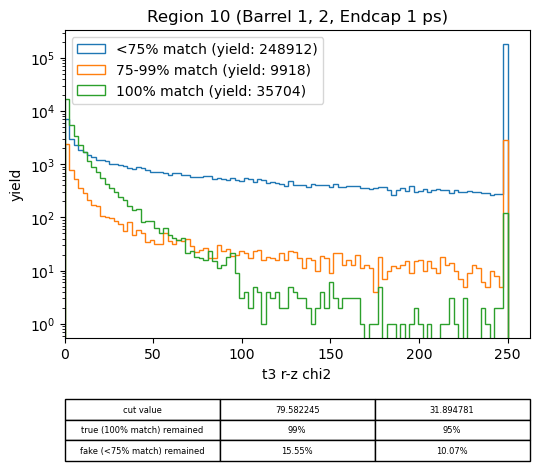 Region 10 (Barrel 1, 2, Endcap 1 ps)
<75% match (yield: 248912)
75-99% match (yield: 9918)
100% match (yield: 35704)
yield
10^5
10^4
10^3
10^2
10^1
10^0
0 50 100 150 200 250
t3 r-z chi2
cut value 79.582245 31.894781
true (100% match) remained 99% 95%
fake (<75% match) remained 15.55% 10.07%